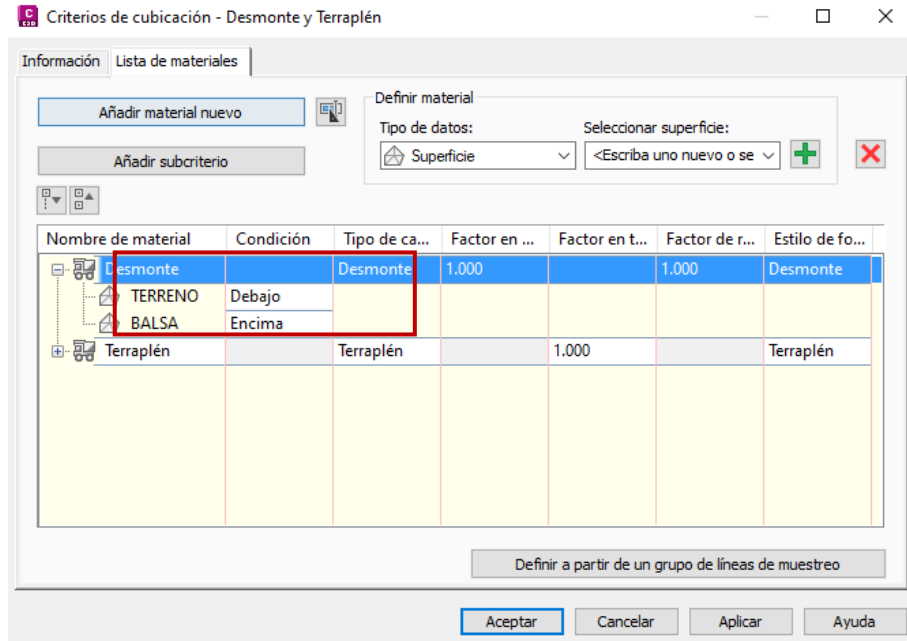 Criterios de cubicación - Desmonte y Terraplén
Información Lista de materiales
Añadir material nuevo
Añadir subcriterio
Definir material
Tipo de datos: Seleccionar superficie:
Superficie <Escriba uno nuevo o se
Nombre de material Condición Tipo de ca... Factor en ... Factor en t... Factor de r... Estilo de fo...
Desmonte Desmonte 1.000 1.000 Desmonte
TERRENO Debajo
BALSA Encima
Terraplén Terraplén 1.000 Terraplén
Definir a partir de un grupo de líneas de muestreo
Aceptar Cancelar Aplicar Ayuda